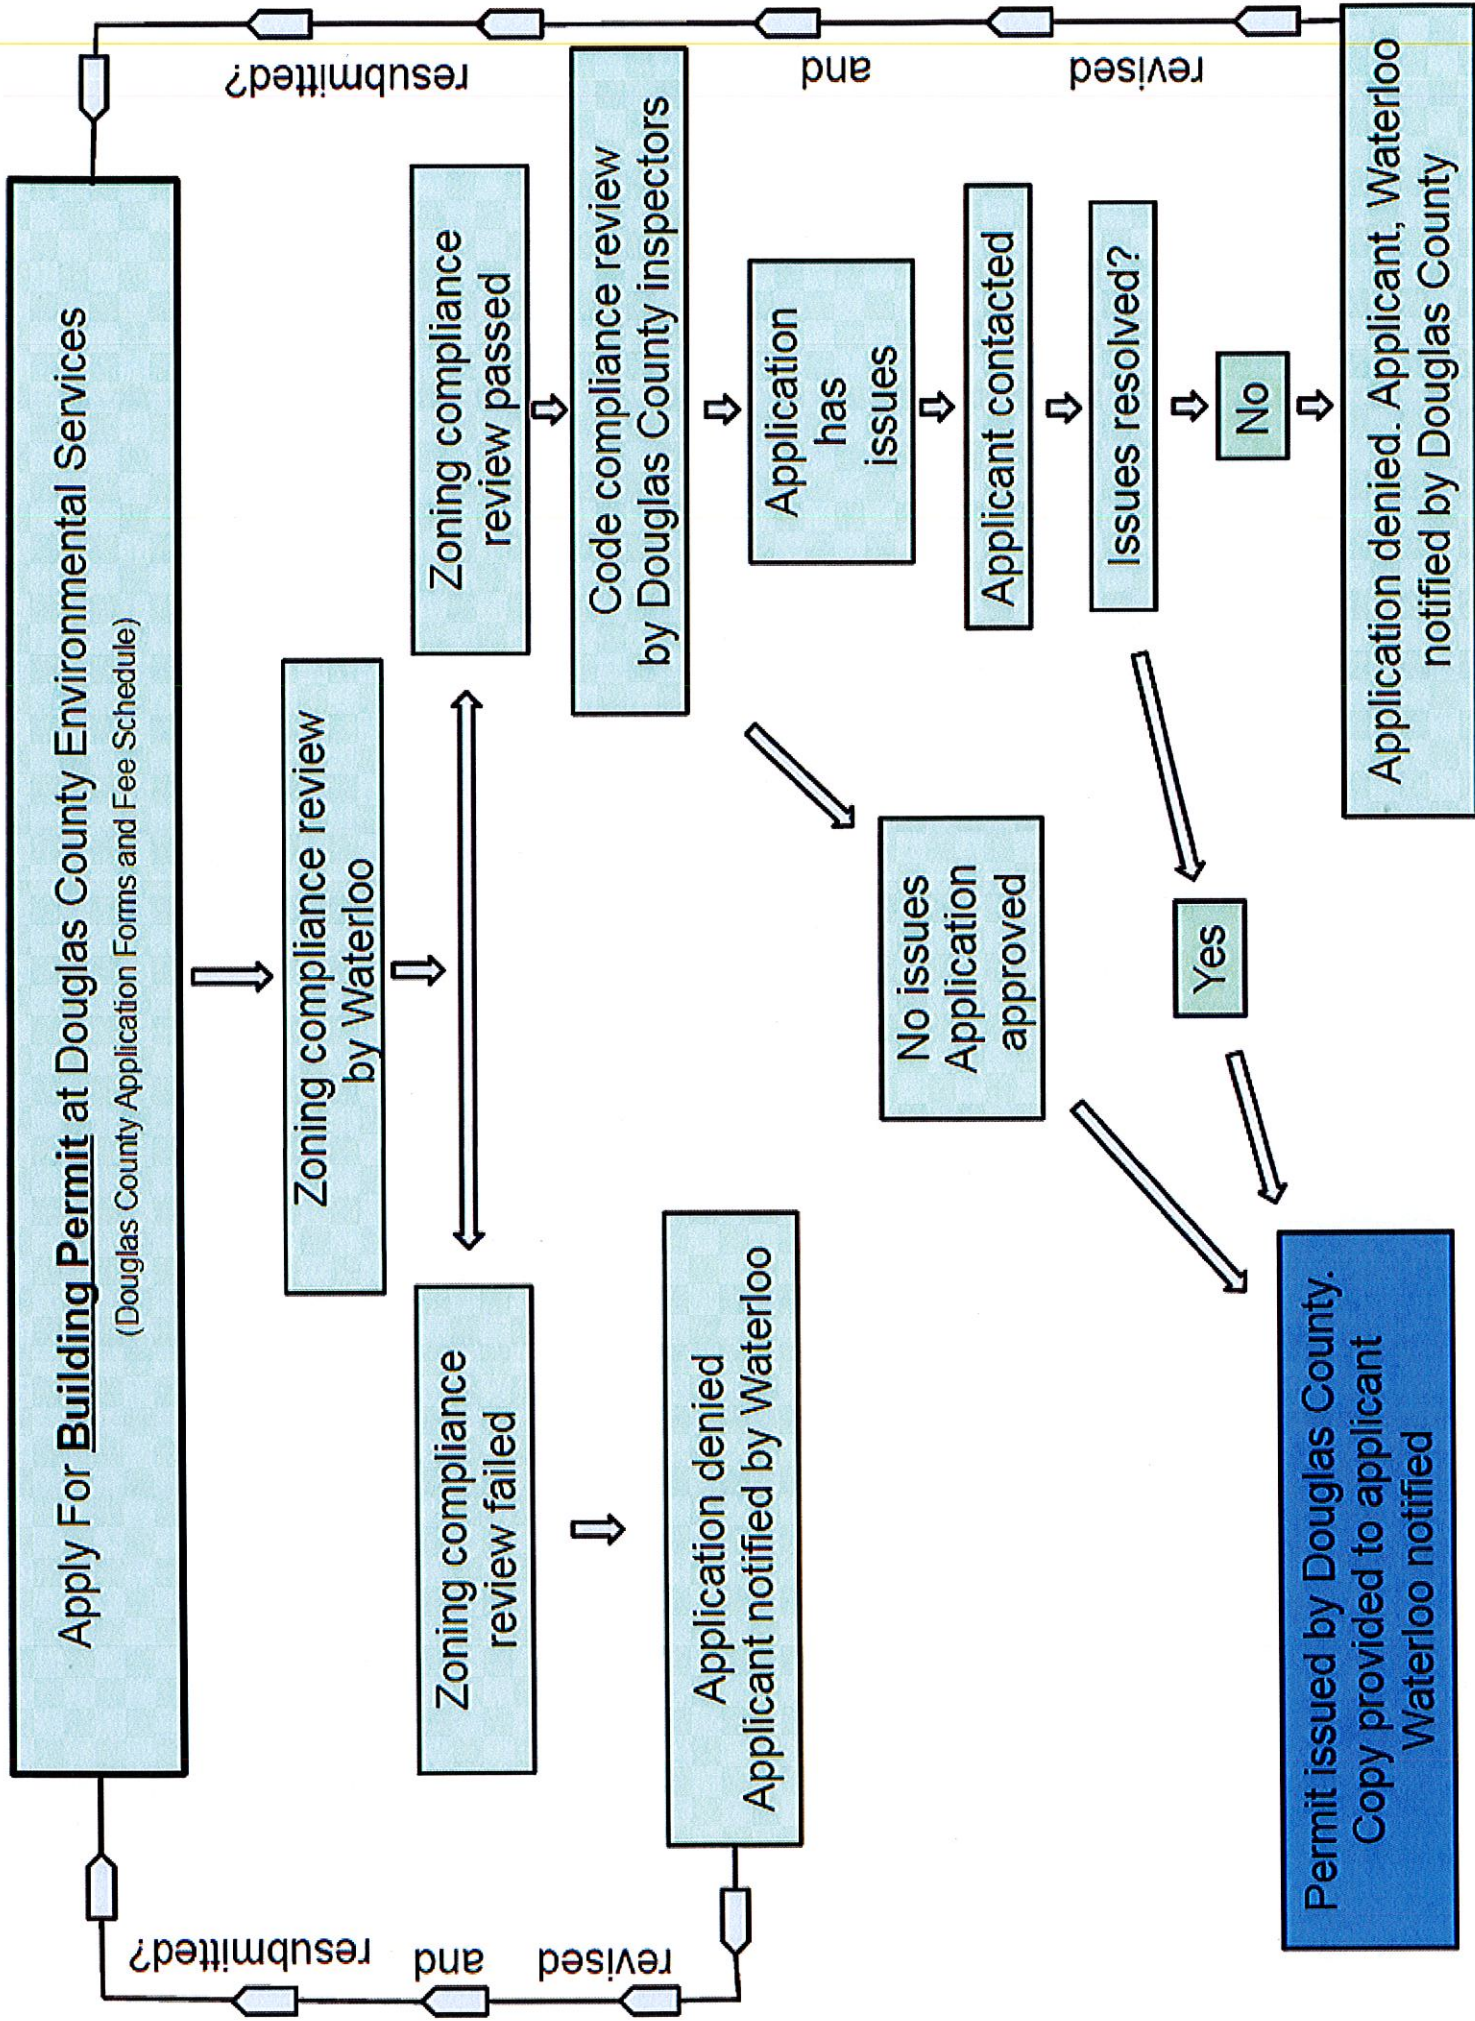 Apply For Building Permit at Douglas County Environmental Services
(Douglas County Application Forms and Fee Schedule)
Zoning compliance review
by Waterloo
Zoning compliance
review failed
Zoning compliance
review passed
Application denied
Applicant notified by Waterloo
revised and resubmitted?
Code compliance review
by Douglas County inspectors
No issues
Application
approved
Application
has
issues
Applicant contacted
Issues resolved?
Yes
No
Permit issued by Douglas County.
Copy provided to applicant
Waterloo notified
Application denied. Applicant, Waterloo
notified by Douglas County
revised and resubmitted?